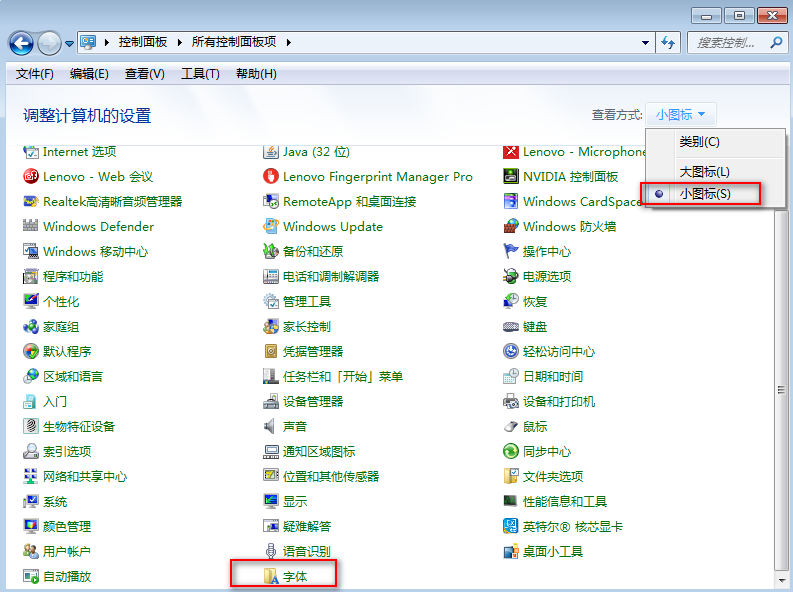 控制面板 所有控制面板项
搜索控制...
文件(F) 编辑(E) 查看(V) 工具(T) 帮助(H)
调整计算机的设置
查看方式: 小图标
类别(C)
大图标(L)
小图标(S)
Internet 选项 Java (32 位) Lenovo - Microphone
Lenovo - Web 会议 Lenovo Fingerprint Manager Pro NVIDIA 控制面板
Realtek高清晰音频管理器 RemoteApp 和桌面连接 Windows CardSpace
Windows Defender Windows Update Windows 防火墙
Windows 移动中心 备份和还原 操作中心
程序和功能 电话和调制解调器 电源选项
个性化 管理工具 恢复
家庭组 家长控制 键盘
默认程序 凭据管理器 轻松访问中心
区域和语言 任务栏和「开始」菜单 日期和时间
入门 设备管理器 设备和打印机
生物特征设备 声音 鼠标
索引选项 通知区域图标 同步中心
网络和共享中心 位置和其他传感器 文件夹选项
系统 显示 性能信息和工具
颜色管理 疑难解答 英特尔® 核芯显卡
用户帐户 语音识别 桌面小工具
自动播放 字体